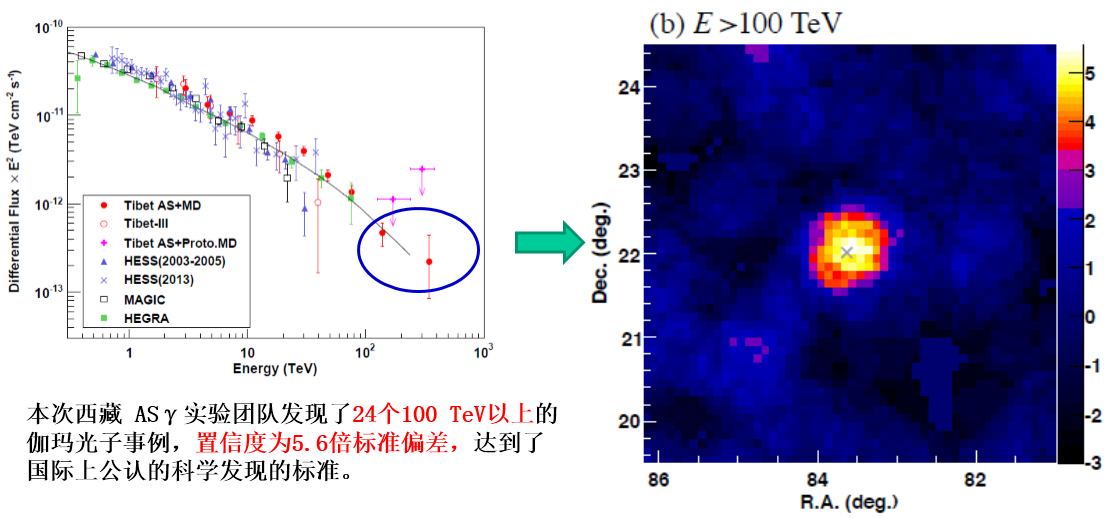 Differential Flux × E² (TeV cm⁻² s⁻¹)
10⁻¹⁰
10⁻¹¹
10⁻¹²
10⁻¹³
Tibet AS+MD
Tibet-III
Tibet AS+Proto.MD
HESS(2003-2005)
HESS(2013)
MAGIC
HEGRA
1 10 10² 10³
Energy (TeV)
(b) E >100 TeV
Dec. (deg.)
24
23
22
21
20
86 84 82
R.A. (deg.)
5
4
3
2
1
-0
-1
-2
-3
本次西藏 ASγ实验团队发现了24个100 TeV以上的
伽玛光子事例，置信度为5.6倍标准偏差，达到了
国际上公认的科学发现的标准。